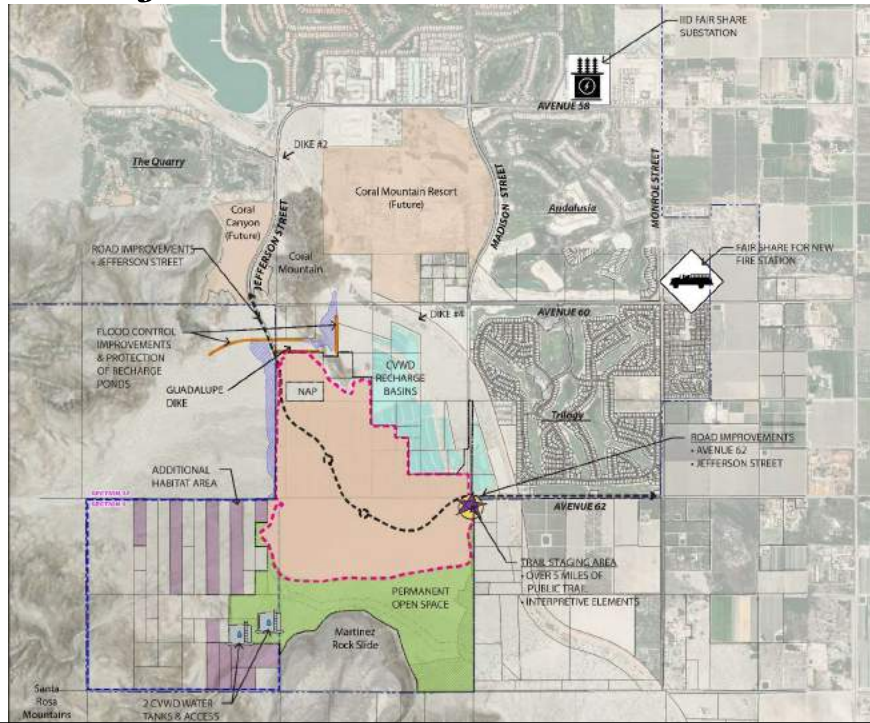 IID FAIR SHARE
SUBSTATION
AVENUE 58
DIKE #2
The Quarry
Coral Mountain Resort
(Future)
MADISON STREET
Andalusia
MONROE STREET
Coral
Canyon
(Future)
JEFFERSON STREET
ROAD IMPROVEMENTS
• JEFFERSON STREET
Coral
Mountain
FAIR SHARE FOR NEW
FIRE STATION
DIKE #4
AVENUE 60
FLOOD CONTROL
IMPROVEMENTS
& PROTECTION
OF RECHARGE
PONDS
GUADALUPE
DIKE
NAP
CVWD
RECHARGE
BASINS
Trilogy
ROAD IMPROVEMENTS
• AVENUE 62
• JEFFERSON STREET
ADDITIONAL
HABITAT AREA
AVENUE 62
TRAIL STAGING AREA
• OVER 5 MILES OF
PUBLIC TRAIL
• INTERPRETIVE ELEMENTS
PERMANENT
OPEN SPACE
Martinez
Rock Slide
Santa
Rosa
Mountains
2 CVWD WATER
TANKS & ACCESS